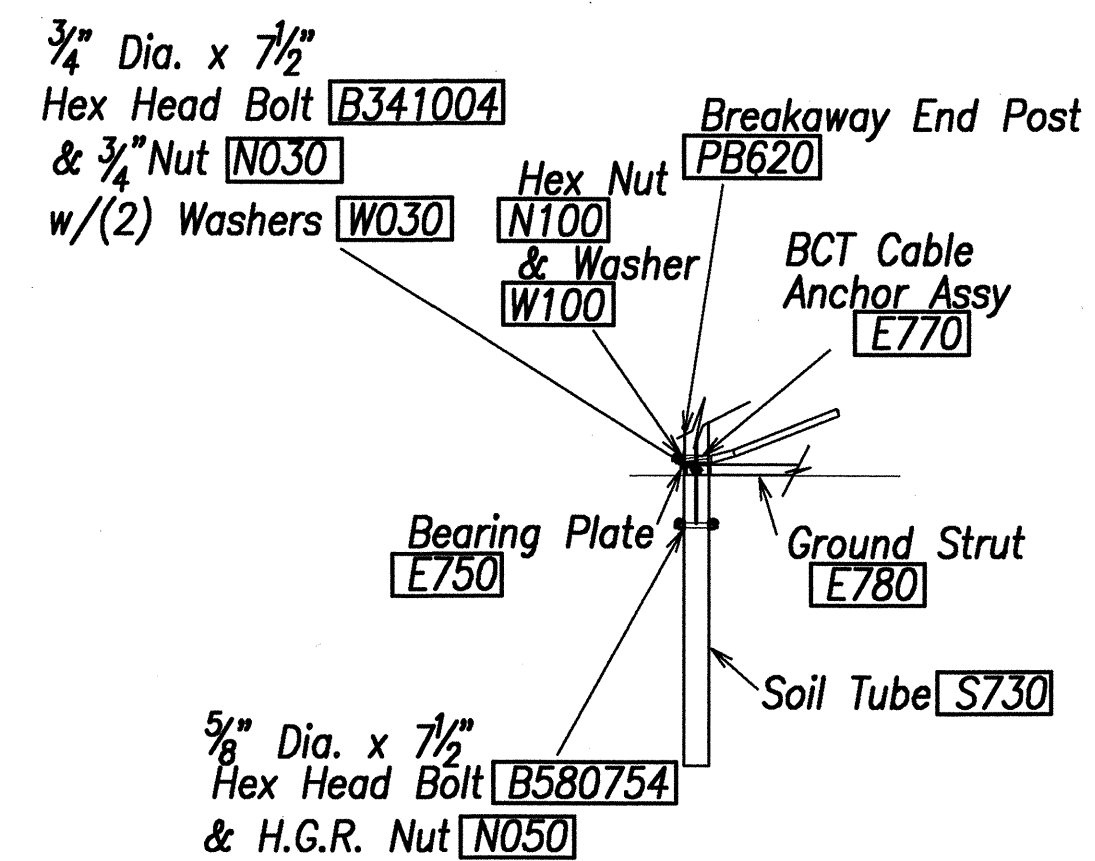 3/4" Dia. x 7 1/2"
Hex Head Bolt B341004
& 3/4" Nut N030
w/(2) Washers W030
Hex Nut
N100
& Washer
W100
Breakaway End Post
PB620
BCT Cable
Anchor Assy
E770
Bearing Plate
E750
Ground Strut
E780
Soil Tube S730
5/8" Dia. x 7 1/2"
Hex Head Bolt B580754
& H.G.R. Nut N050